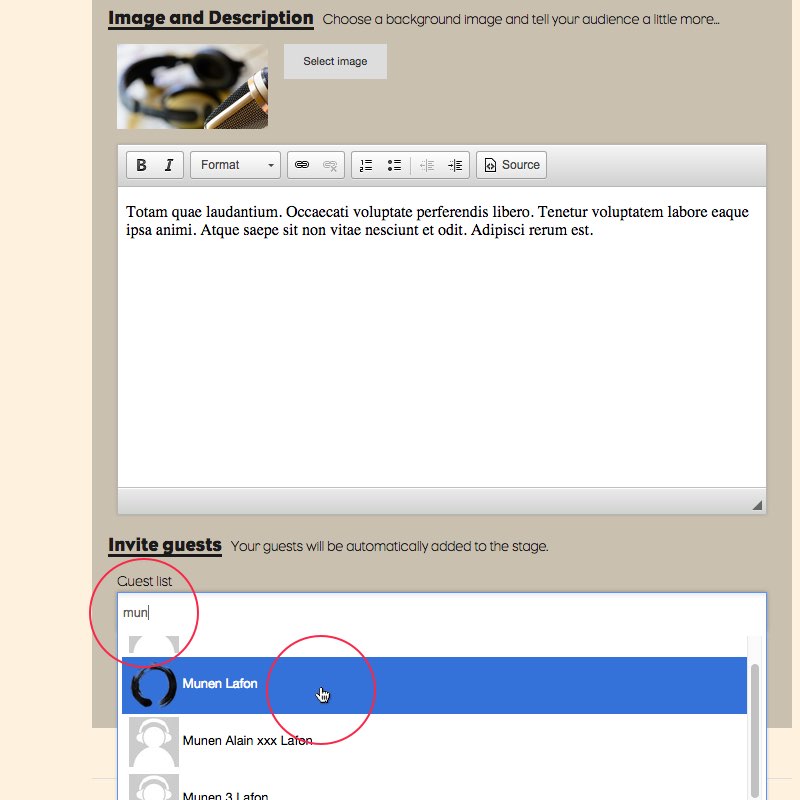 Image and Description Choose a background image and tell your audience a little more...
Select image
B I Format Source
Totam quae laudantium. Occaecati voluptate perferendis libero. Tenetur voluptatem labore eaque
ipsa animi. Atque saepe sit non vitae nesciunt et odit. Adipisci rerum est.
Invite guests Your guests will be automatically added to the stage.
Guest list
mun
Munen Lafon
Munen Alain xxx Lafon
Munen 3 Lafon